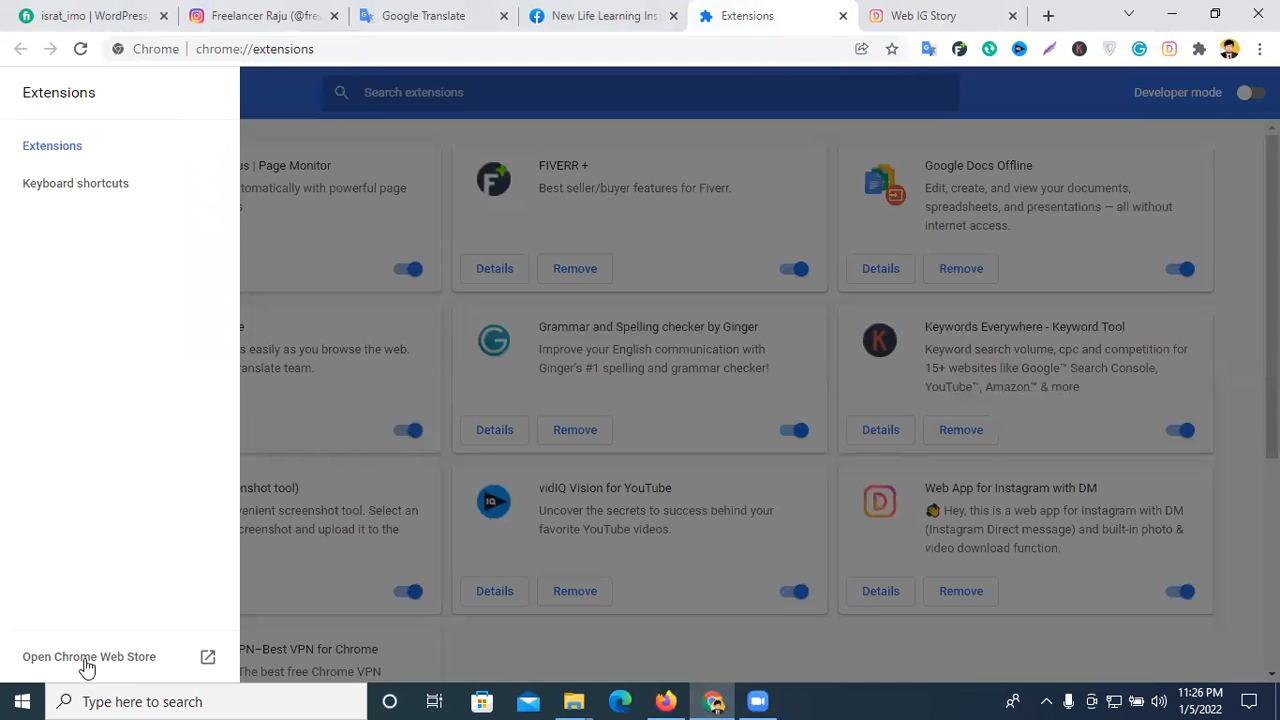 israt_imo | WordPress
Freelancer Raju (@fre
Google Translate
New Life Learning Ins
Extensions
Web IG Story
Chrome | chrome://extensions
Extensions
Search extensions
Developer mode
Extensions
Keyboard shortcuts
us | Page Monitor
tomatically with powerful page
s
Details
Remove
FIVERR +
Best seller/buyer features for Fiverr.
Details
Remove
Google Docs Offline
Edit, create, and view your documents,
spreadsheets, and presentations — all without
internet access.
Details
Remove
e
s easily as you browse the web.
translate team.
Grammar and Spelling checker by Ginger
Improve your English communication with
Ginger's #1 spelling and grammar checker!
Details
Remove
Keywords Everywhere - Keyword Tool
Keyword search volume, cpc and competition for
15+ websites like Google™ Search Console,
YouTube™, Amazon™ & more
Details
Remove
nshot tool)
venient screenshot tool. Select an
screenshot and upload it to the
vidIQ Vision for YouTube
Uncover the secrets to success behind your
favorite YouTube videos.
Details
Remove
Web App for Instagram with DM
👋 Hey, this is a web app for Instagram with DM
(Instagram Direct message) and built-in photo &
video download function.
Details
Remove
PN–Best VPN for Chrome
The best free Chrome VPN
Open Chrome Web Store
Type here to search
11:26 PM
1/5/2022